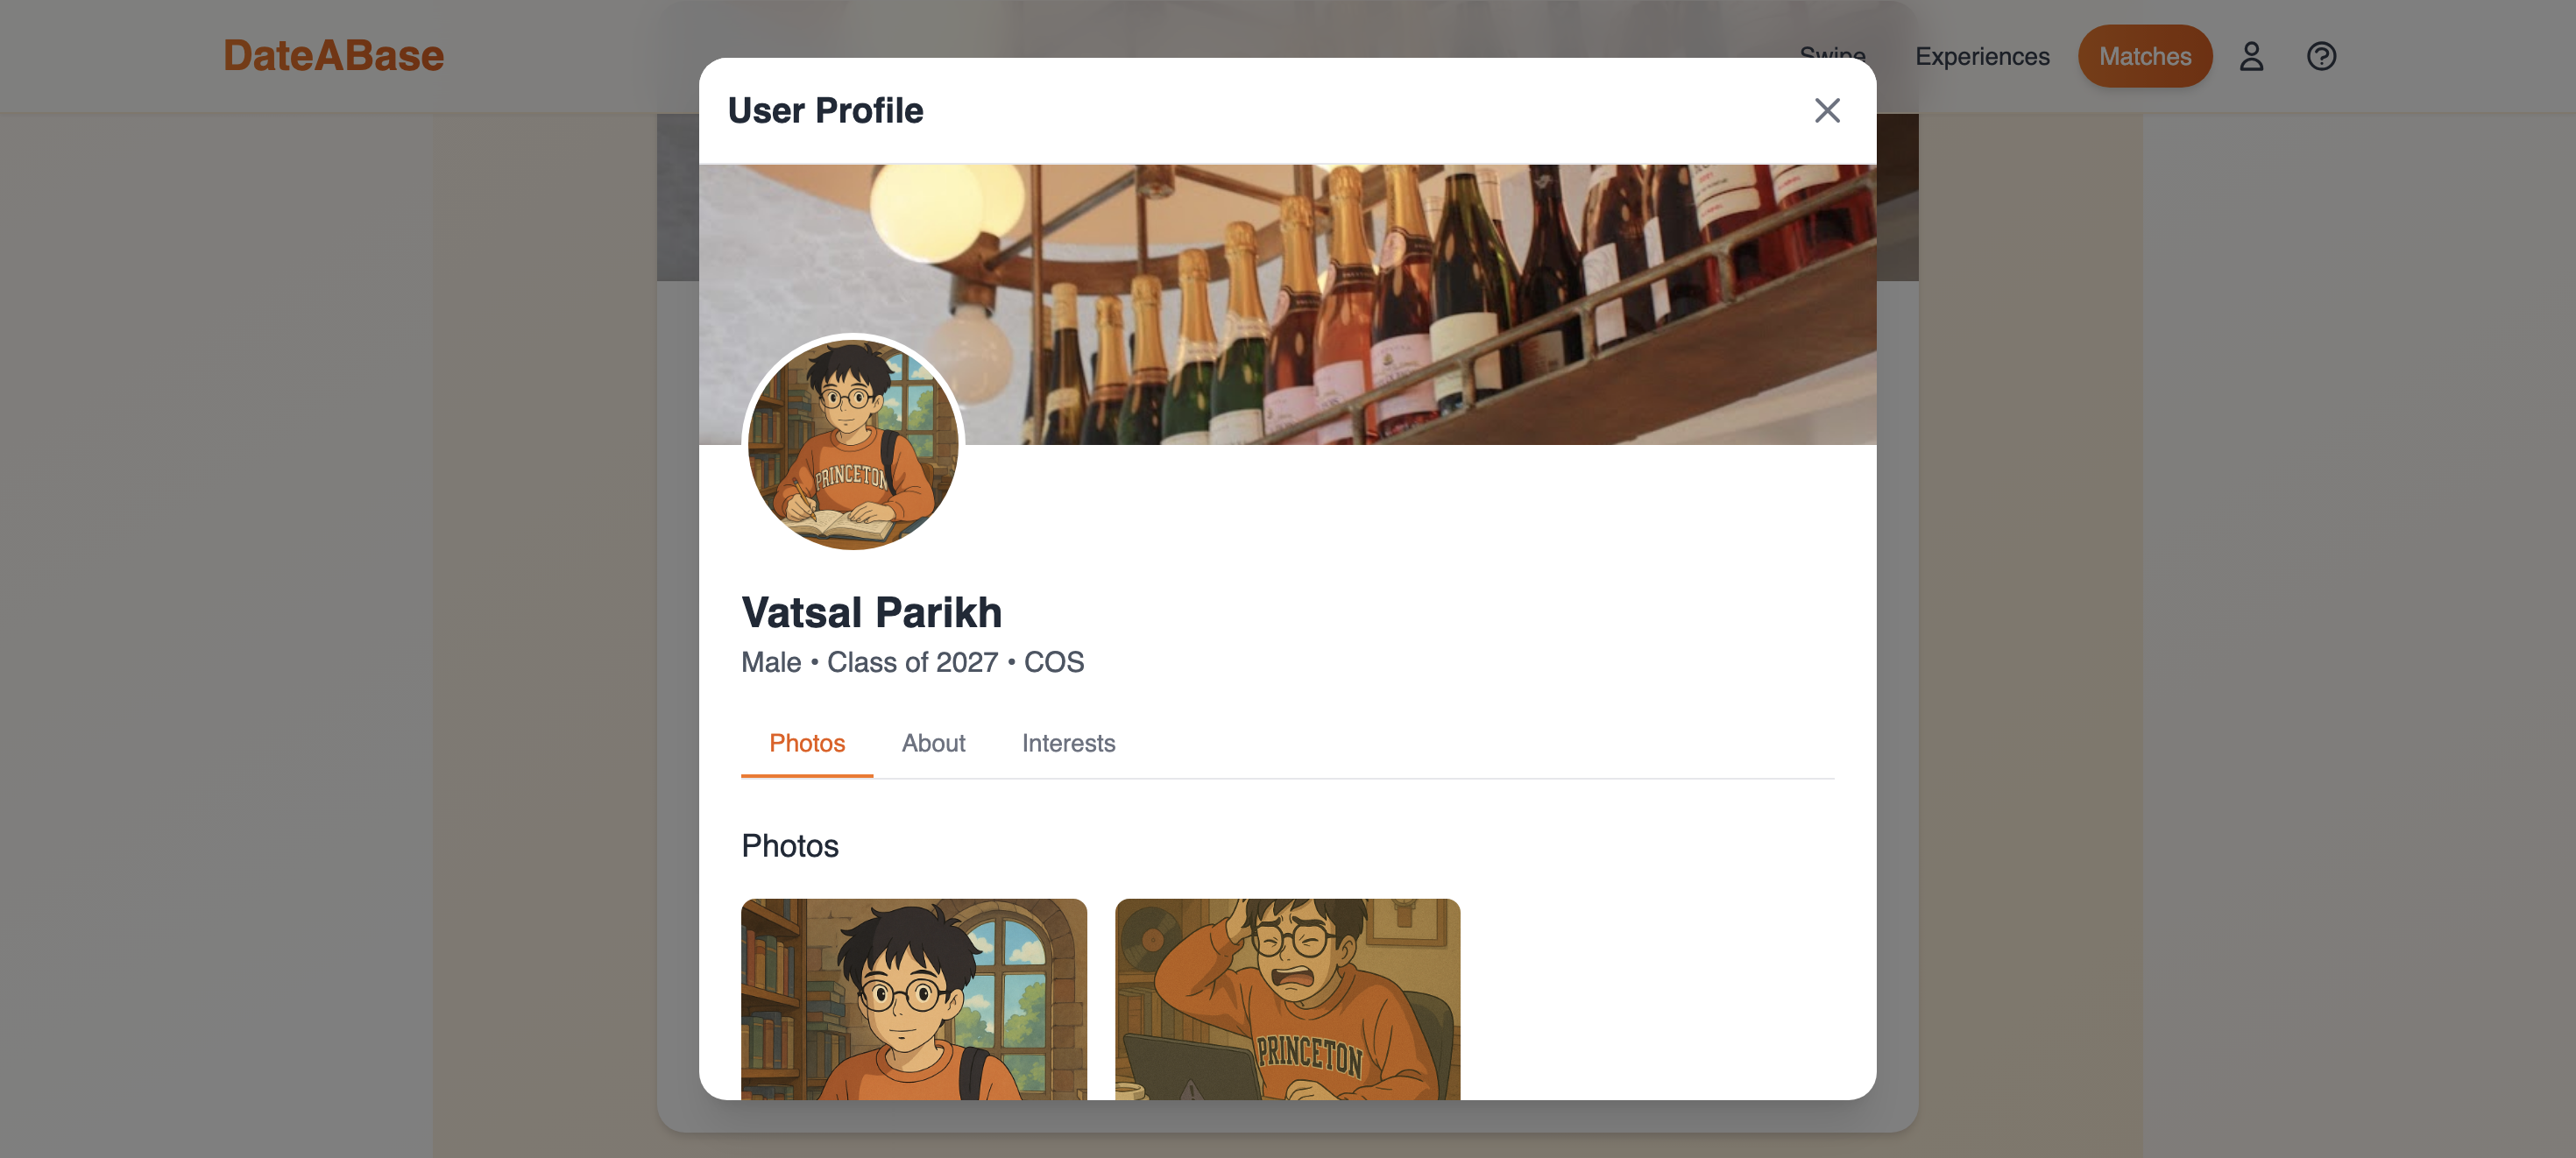 DateABase
Swipe
Experiences
Matches
User Profile
PRINCETON
Vatsal Parikh
Male • Class of 2027 • COS
Photos
About
Interests
Photos
PRINCETON